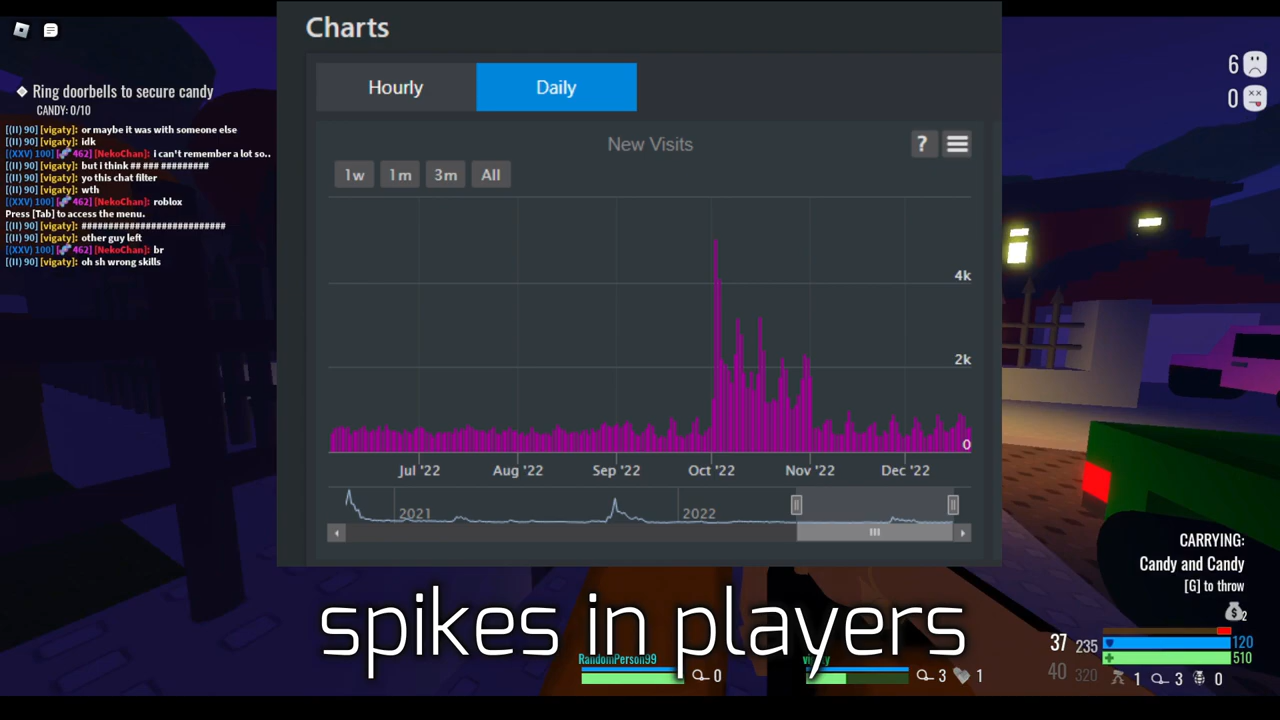 Charts
Hourly
Daily
New Visits
?
1w
1m
3m
All
4k
2k
0
Jul '22
Aug '22
Sep '22
Oct '22
Nov '22
Dec '22
2021
2022
Ring doorbells to secure candy
CANDY: 0/10
[(II) 90] [vigaty]: or maybe it was with someone else
[(II) 90] [vigaty]: idk
[(XXV) 100] [462] [NekoChan]: i can't remember a lot so..
[(II) 90] [vigaty]: but i think ## ### #########
[(II) 90] [vigaty]: yo this chat filter
[(II) 90] [vigaty]: wth
[(XXV) 100] [462] [NekoChan]: roblox
Press [Tab] to access the menu.
[(II) 90] [vigaty]: ##########################
[(II) 90] [vigaty]: other guy left
[(XXV) 100] [462] [NekoChan]: br
[(II) 90] [vigaty]: oh sh wrong skills
6
0
CARRYING:
Candy and Candy
[G] to throw
2
spikes in players
RandomPerson99
0
3
1
37 235
40 320
120
510
1
3
0